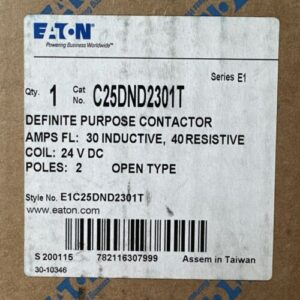 EATON
Powering Business Worldwide
Series E1
Qty. 1 Cat No. C25DND2301T
DEFINITE PURPOSE CONTACTOR
AMPS FL: 30 INDUCTIVE, 40 RESISTIVE
COIL: 24 V DC
POLES: 2 OPEN TYPE
Style No. E1C25DND2301T
www.eaton.com
S 200115 782116307999 Assem in Taiwan
30-10346